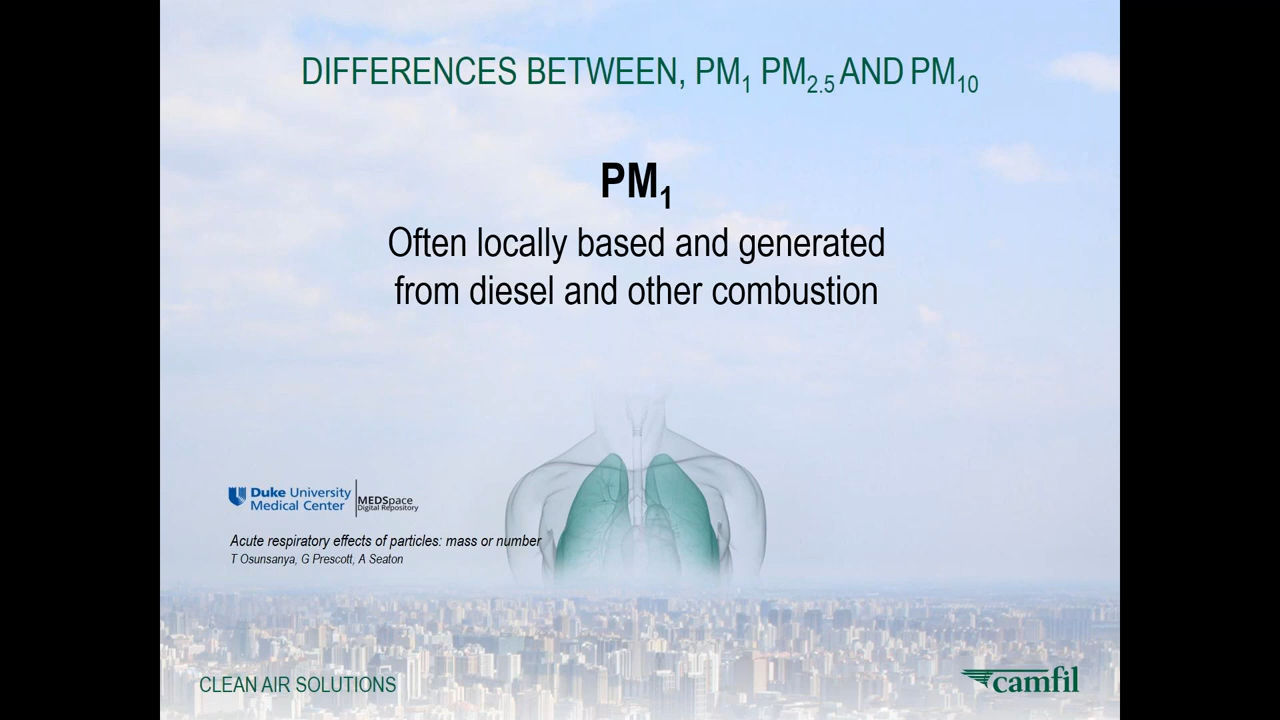 DIFFERENCES BETWEEN, PM₁ PM₂.₅ AND PM₁₀
PM₁
Often locally based and generated
from diesel and other combustion
Duke University
Medical Center
MEDSpace
Digital Repository
Acute respiratory effects of particles: mass or number
T Osunsanya, G Prescott, A Seaton
CLEAN AIR SOLUTIONS
camfil